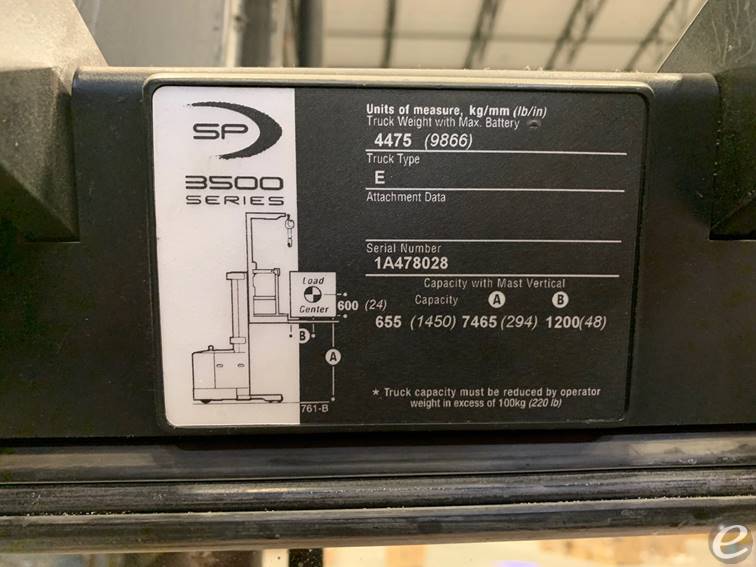 SP
3500
SERIES
Load
Center
600 (24)
B
A
761-B
Units of measure, kg/mm (lb/in)
Truck Weight with Max. Battery
4475 (9866)
Truck Type
E
Attachment Data
Serial Number
1A478028
Capacity with Mast Vertical
Capacity A B
655 (1450) 7465 (294) 1200 (48)
* Truck capacity must be reduced by operator
weight in excess of 100kg (220 lb)
e